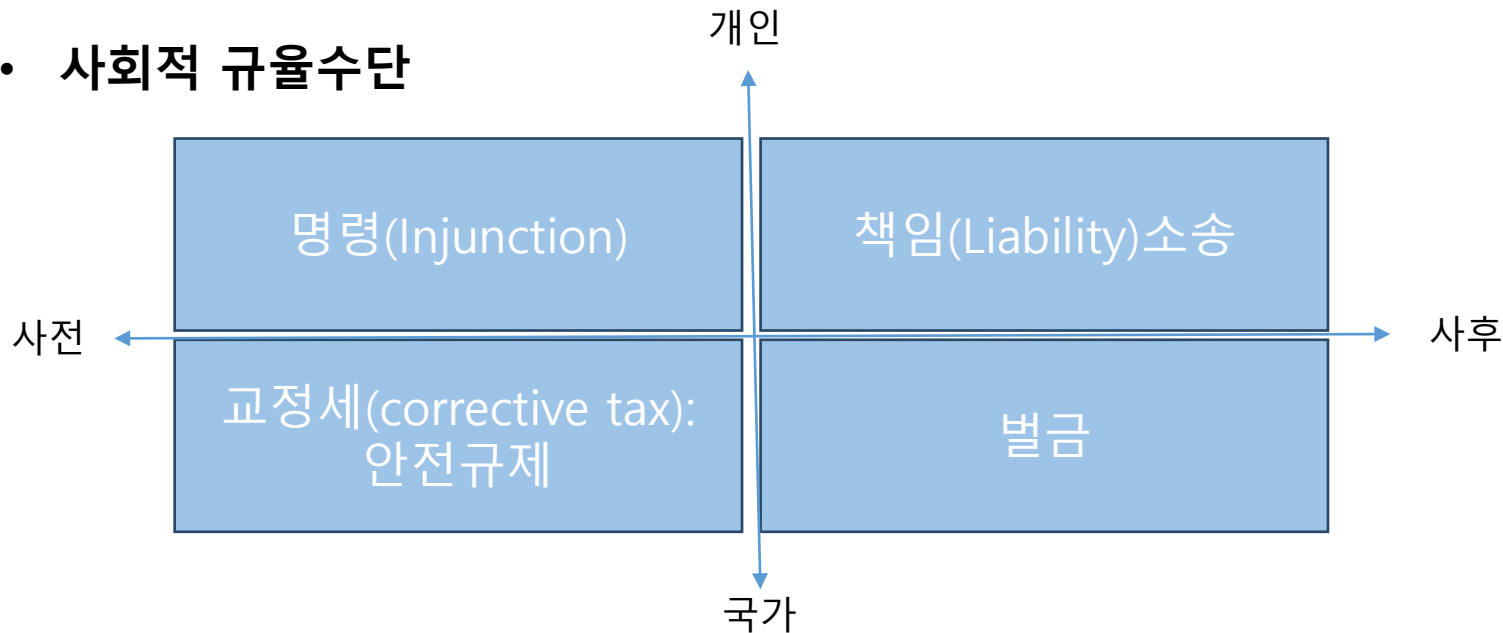 개인
• 사회적 규율수단
명령(Injunction)
책임(Liability)소송
사전
사후
교정세(corrective tax):
안전규제
벌금
국가